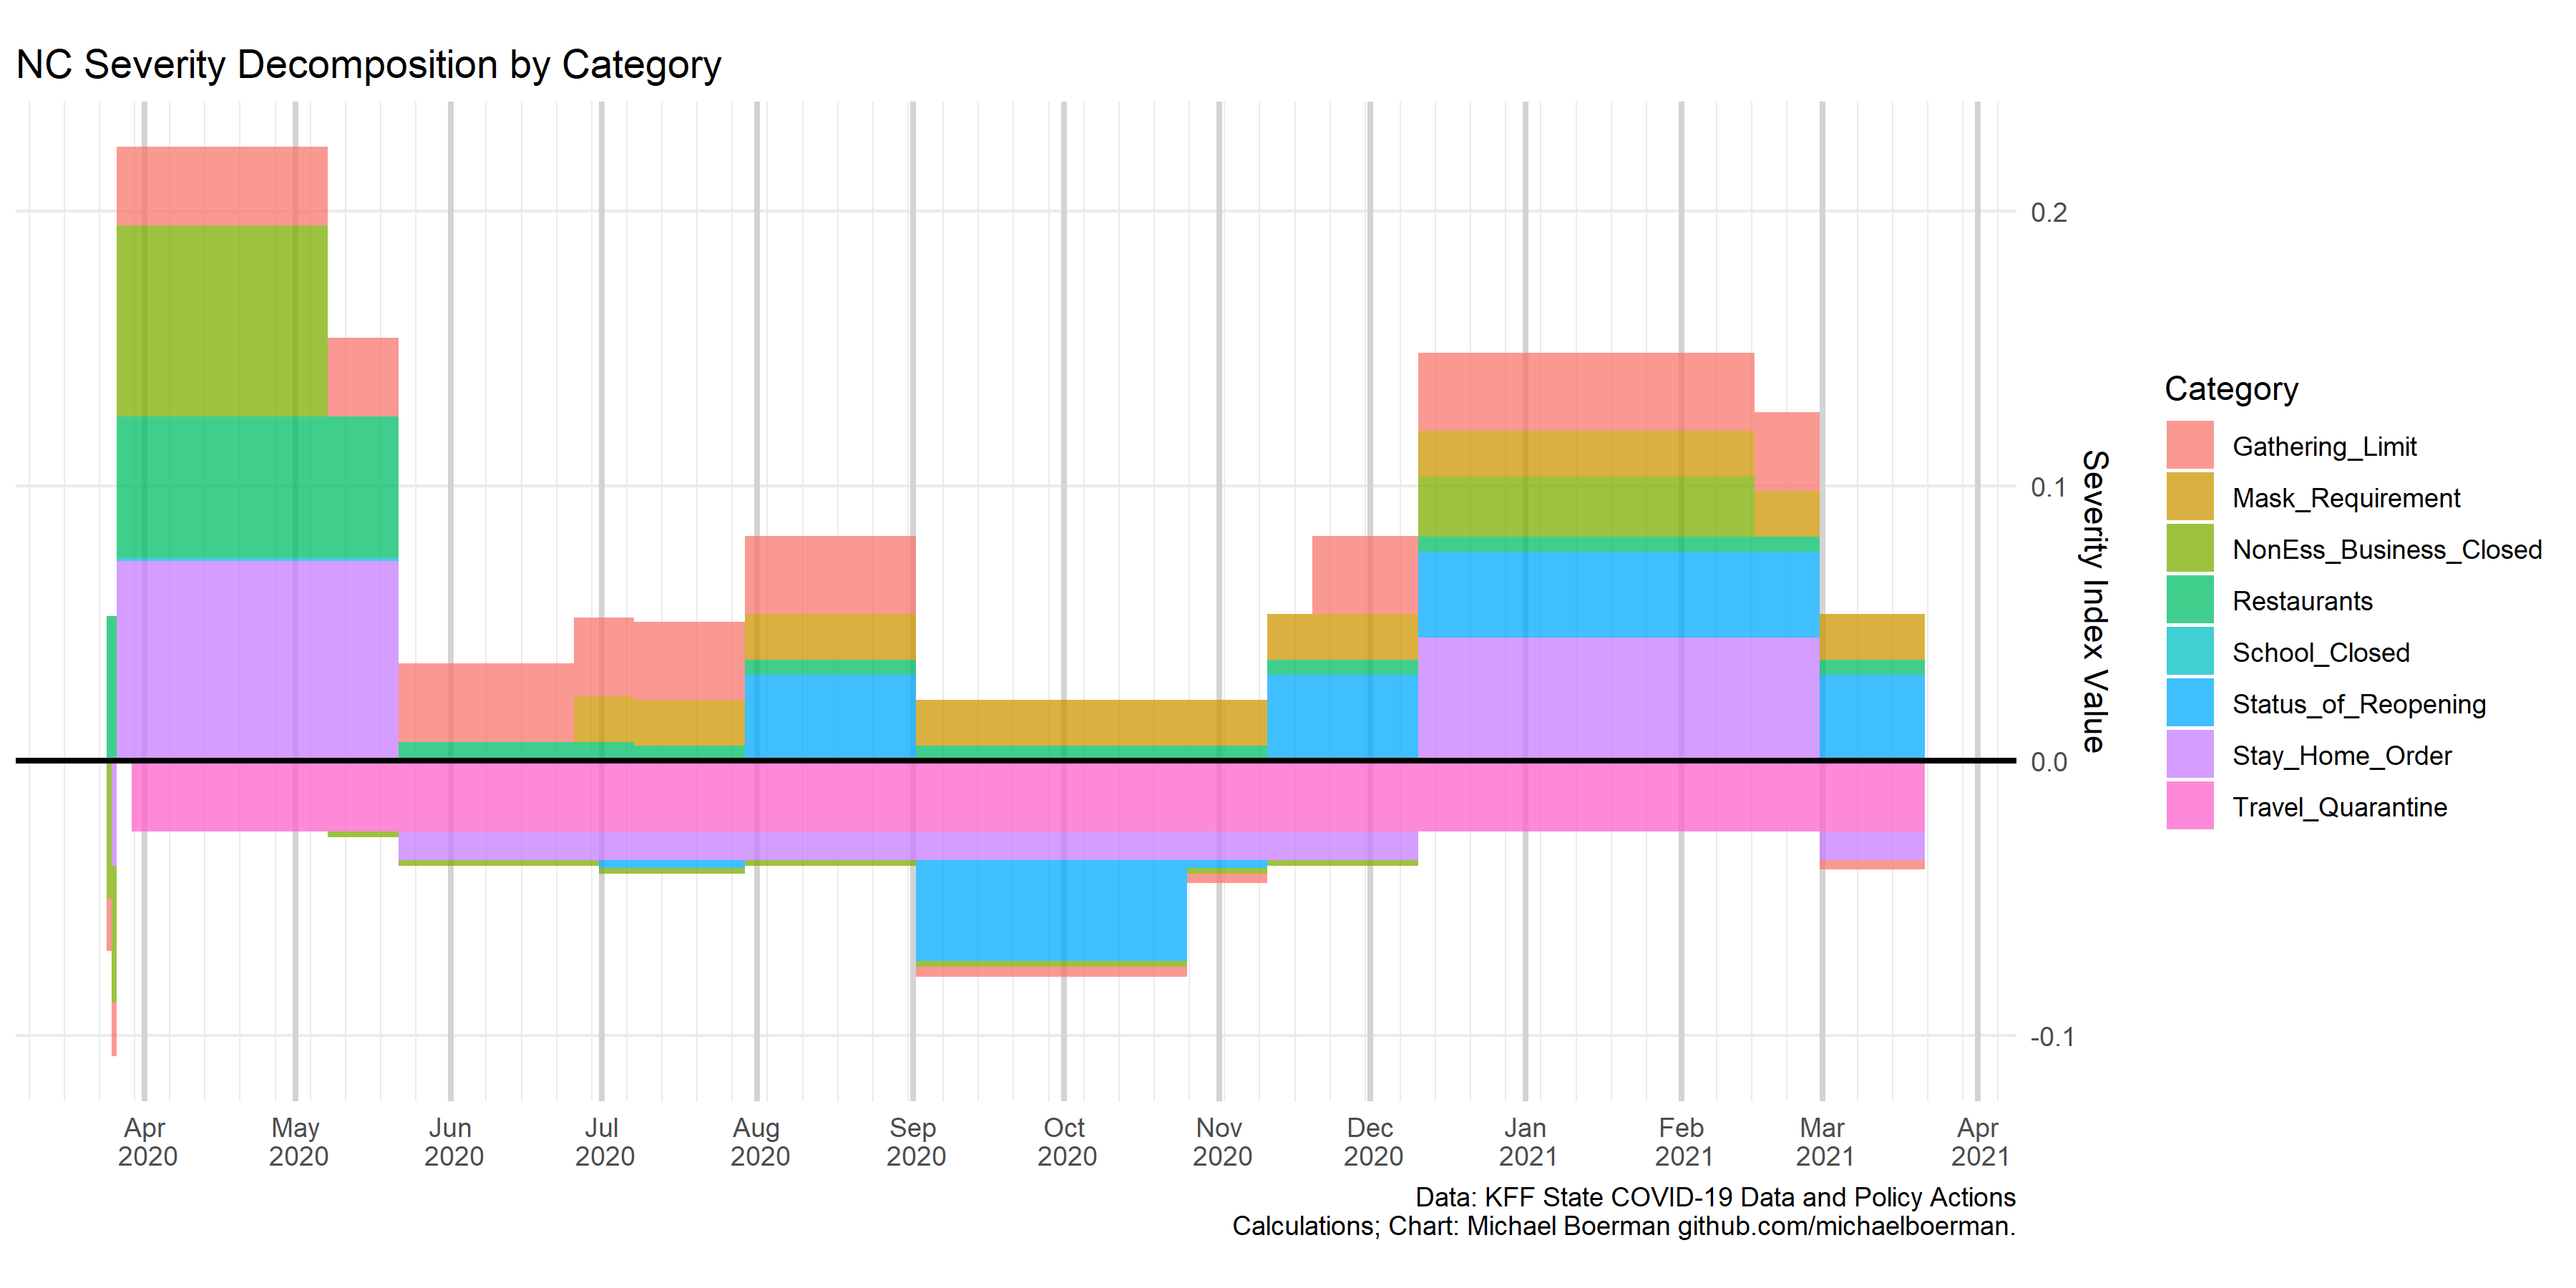 NC Severity Decomposition by Category
0.2
0.1
0.0
-0.1
Severity Index Value
Apr 2020
May 2020
Jun 2020
Jul 2020
Aug 2020
Sep 2020
Oct 2020
Nov 2020
Dec 2020
Jan 2021
Feb 2021
Mar 2021
Apr 2021
Category
Gathering_Limit
Mask_Requirement
NonEss_Business_Closed
Restaurants
School_Closed
Status_of_Reopening
Stay_Home_Order
Travel_Quarantine
Data: KFF State COVID-19 Data and Policy Actions
Calculations; Chart: Michael Boerman github.com/michaelboerman.